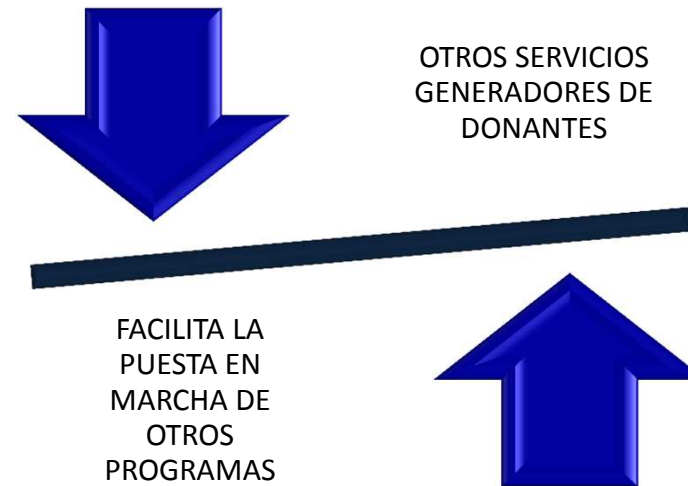 OTROS SERVICIOS
GENERADORES DE
DONANTES
FACILITA LA
PUESTA EN
MARCHA DE
OTROS
PROGRAMAS